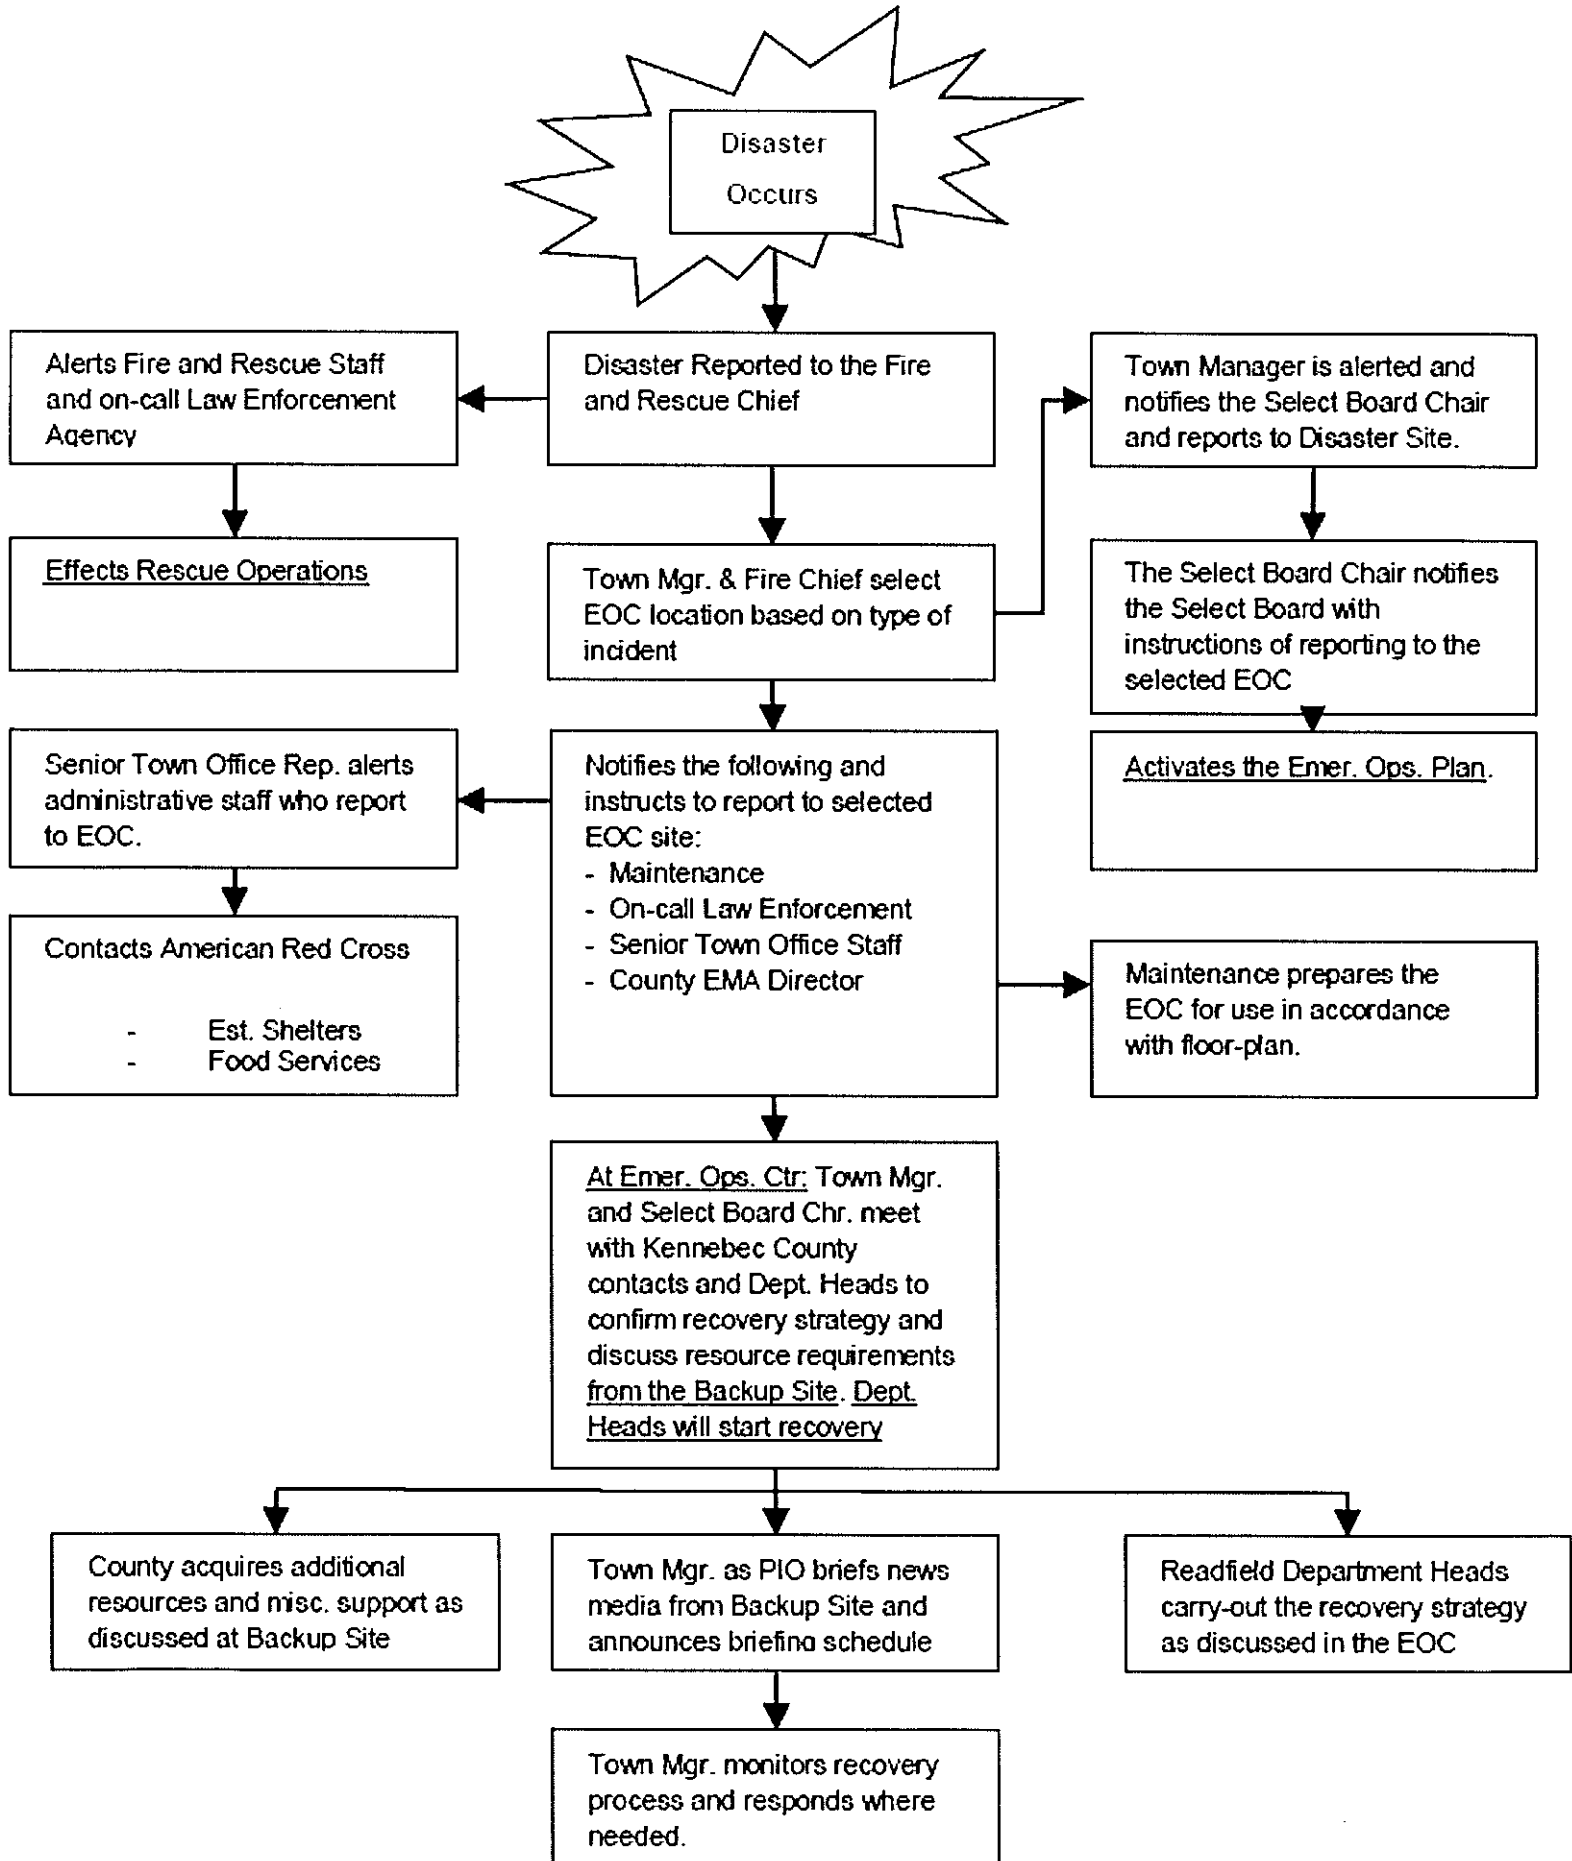 Disaster
Occurs
Alerts Fire and Rescue Staff
and on-call Law Enforcement
Agency
Disaster Reported to the Fire
and Rescue Chief
Town Manager is alerted and
notifies the Select Board Chair
and reports to Disaster Site.
Effects Rescue Operations
Town Mgr. & Fire Chief select
EOC location based on type of
incident
The Select Board Chair notifies
the Select Board with
instructions of reporting to the
selected EOC
Senior Town Office Rep. alerts
administrative staff who report
to EOC.
Notifies the following and
instructs to report to selected
EOC site:
- Maintenance
- On-call Law Enforcement
- Senior Town Office Staff
- County EMA Director
Activates the Emer. Ops. Plan.
Contacts American Red Cross
- Est. Shelters
- Food Services
Maintenance prepares the
EOC for use in accordance
with floor-plan.
At Emer. Ops. Ctr: Town Mgr.
and Select Board Chr. meet
with Kennebec County
contacts and Dept. Heads to
confirm recovery strategy and
discuss resource requirements
from the Backup Site. Dept.
Heads will start recovery
County acquires additional
resources and misc. support as
discussed at Backup Site
Town Mgr. as PIO briefs news
media from Backup Site and
announces briefing schedule
Readfield Department Heads
carry-out the recovery strategy
as discussed in the EOC
Town Mgr. monitors recovery
process and responds where
needed.